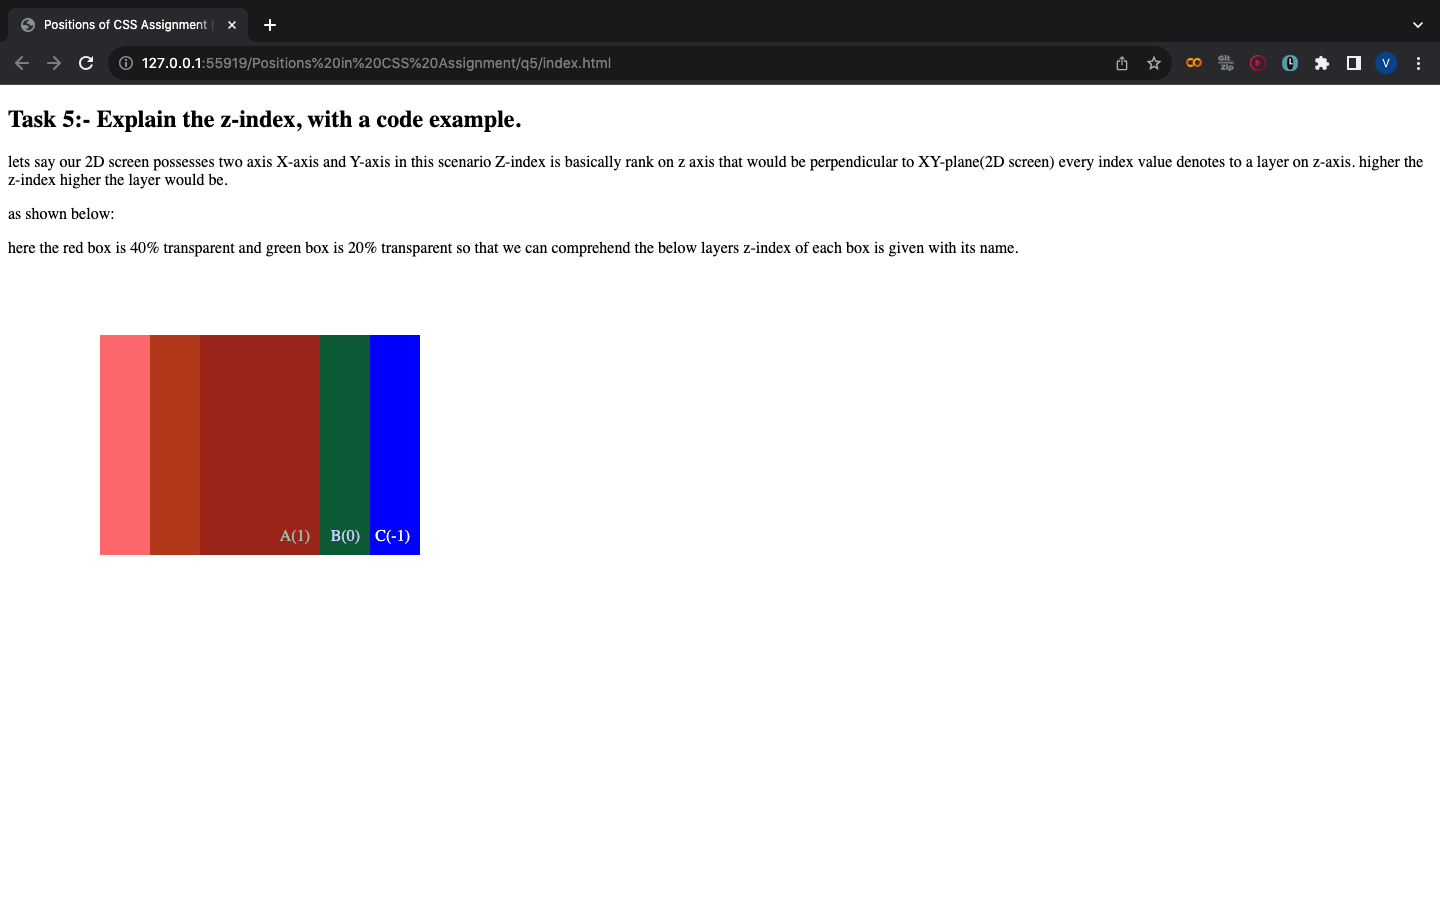 Positions of CSS Assignment |
127.0.0.1:55919/Positions%20in%20CSS%20Assignment/q5/index.html
Git
Zip
V
Task 5:- Explain the z-index, with a code example.
lets say our 2D screen possesses two axis X-axis and Y-axis in this scenario Z-index is basically rank on z axis that would be perpendicular to XY-plane(2D screen) every index value denotes to a layer on z-axis. higher the
z-index higher the layer would be.
as shown below:
here the red box is 40% transparent and green box is 20% transparent so that we can comprehend the below layers z-index of each box is given with its name.
A(1) B(0) C(-1)